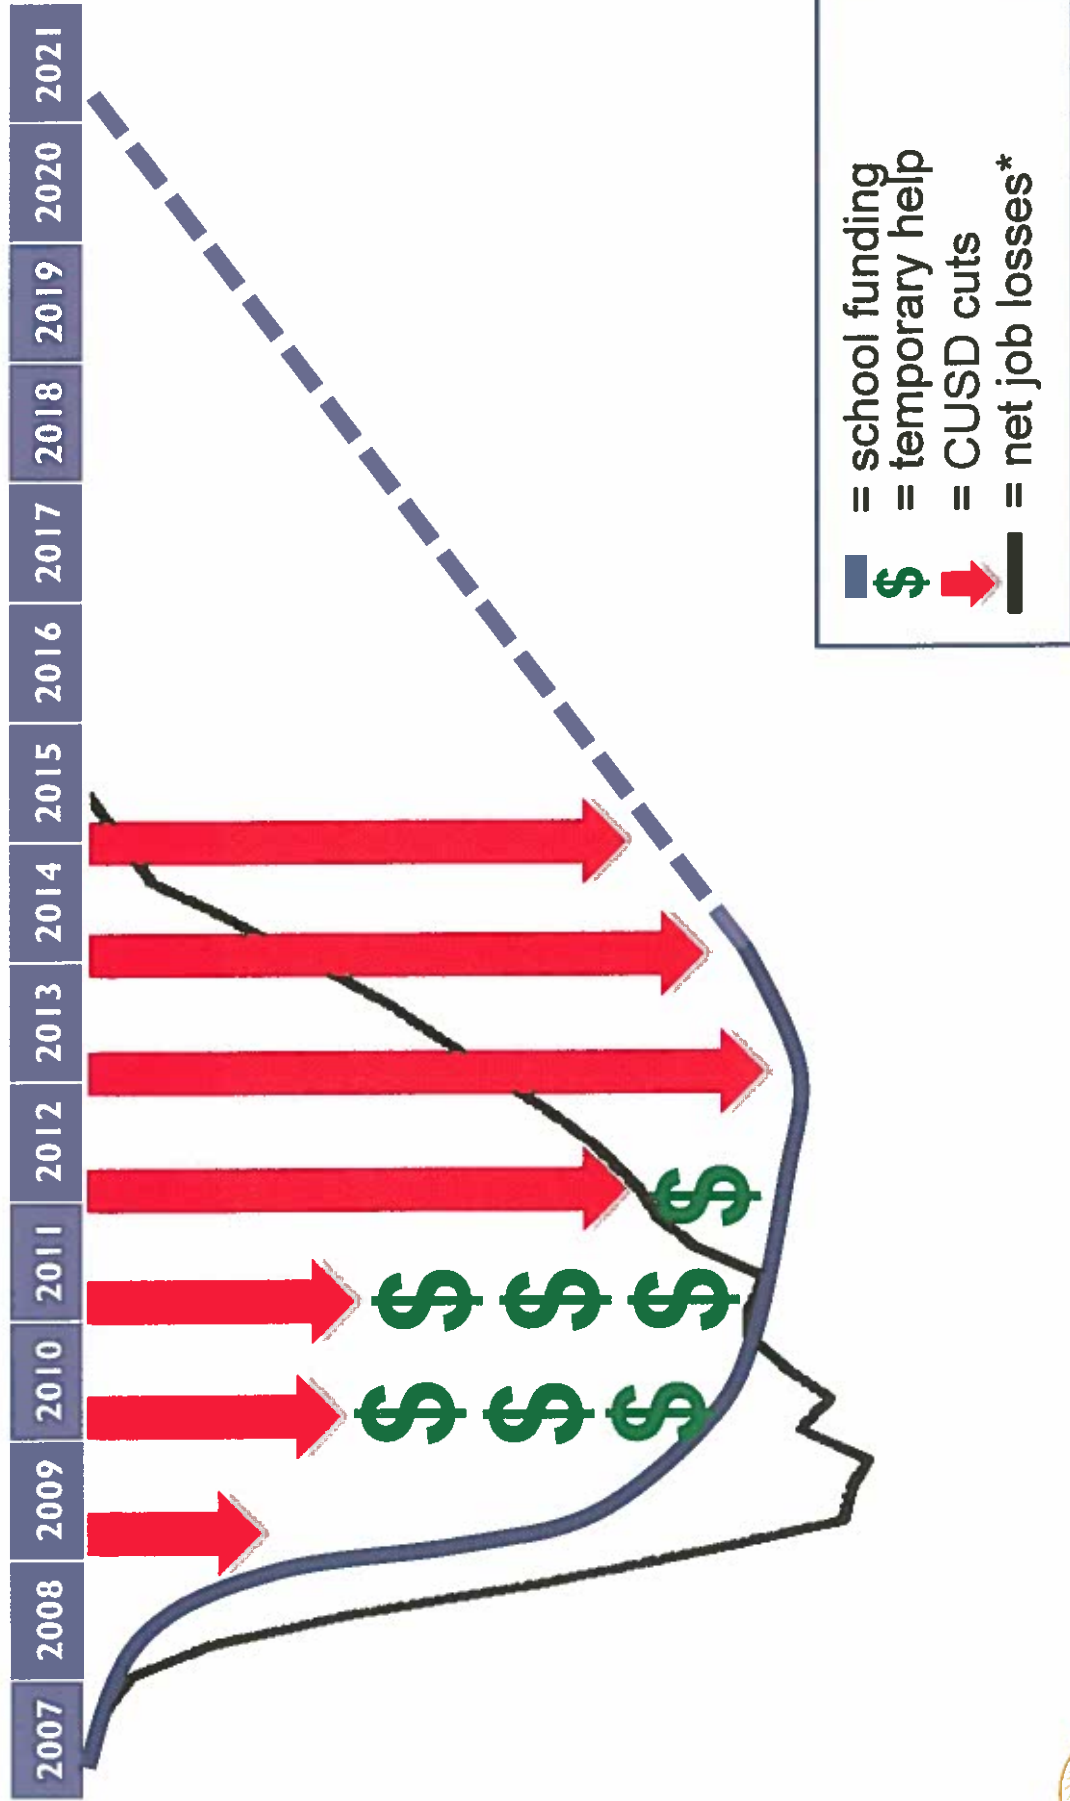 2007 2008 2009 2010 2011 2012 2013 2014 2015 2016 2017 2018 2019 2020 2021
$ $ $
$ $ $
$
= school funding
$ = temporary help
= CUSD cuts
= net job losses*